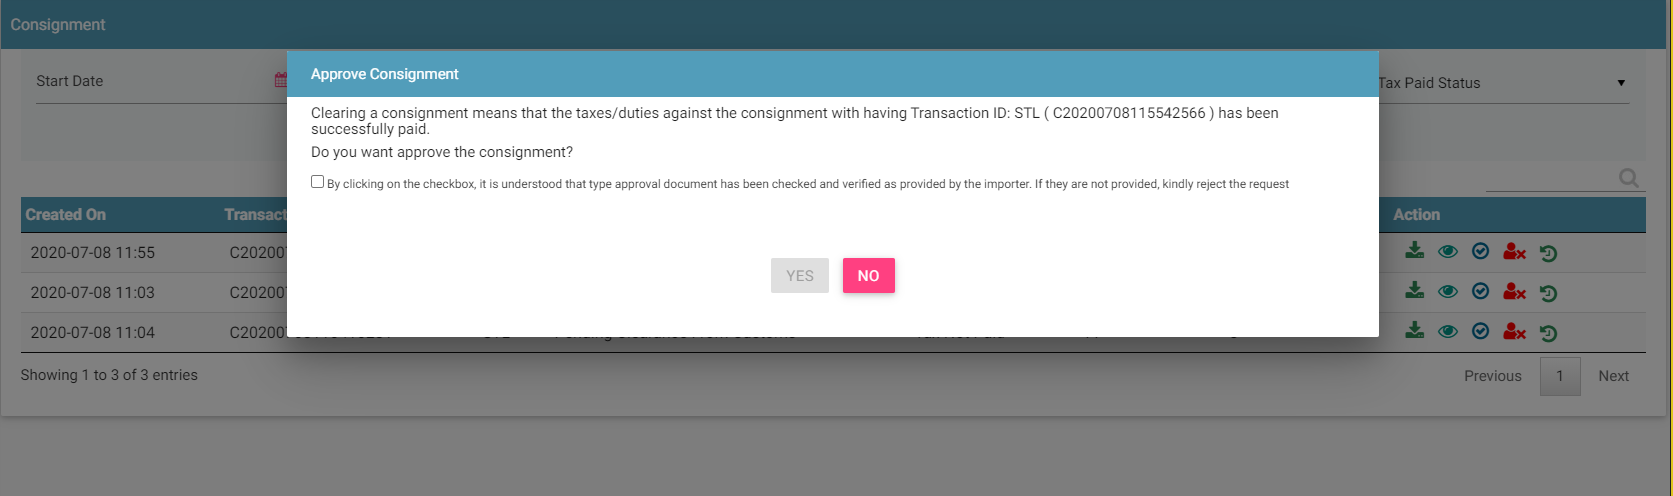 Consignment
Approve Consignment
Start Date
Tax Paid Status
Clearing a consignment means that the taxes/duties against the consignment with having Transaction ID: STL ( C20200708115542566 ) has been
successfully paid.
Do you want approve the consignment?
By clicking on the checkbox, it is understood that type approval document has been checked and verified as provided by the importer. If they are not provided, kindly reject the request
Created On Transact Action
2020-07-08 11:55 C20200
YES NO
2020-07-08 11:03 C20200
2020-07-08 11:04 C20200
Showing 1 to 3 of 3 entries
Previous 1 Next